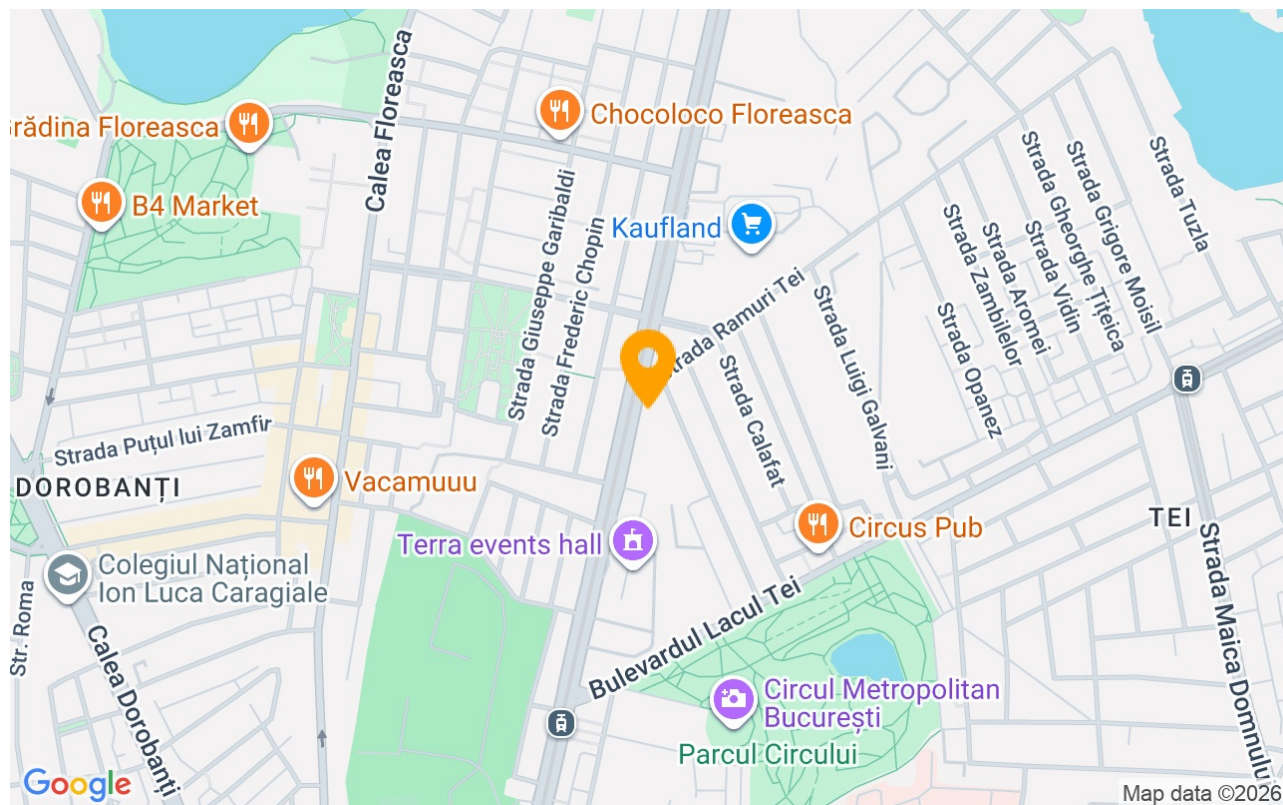 Calea Floreasca
Chocoloco Floreasca
Grădina Floreasca
B4 Market
Kaufland
Strada Giuseppe Garibaldi
Strada Frederic Chopin
Strada Ramuri Tei
Strada Calafat
Strada Luigi Galvani
Strada Opanez
Strada Zambilelor
Strada Aromei
Strada Vidin
Strada Gheorghe Țițeica
Strada Grigore Moisil
Strada Tuzla
Strada Puțul lui Zamfir
DOROBANȚI
Vacamuuu
Terra events hall
Circus Pub
TEI
Colegiul Național
Ion Luca Caragiale
Str. Roma
Calea Dorobanți
Bulevardul Lacul Tei
Strada Maica Domnului
Circul Metropolitan
București
Parcul Circului
Google
Map data ©2026